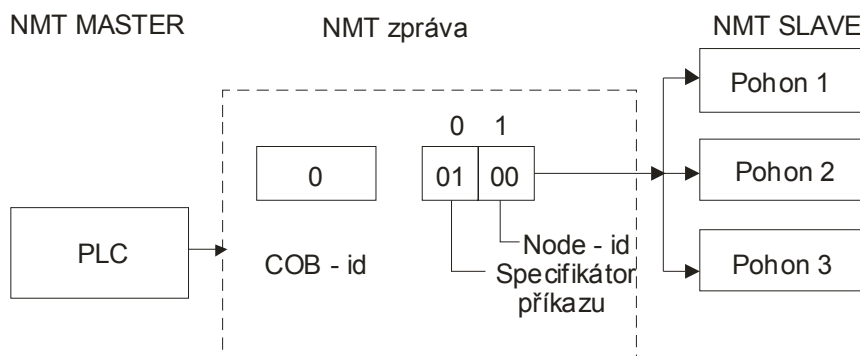 NMT MASTER
NMT zpráva
NMT SLAVE
Pohon 1
0 1
0
01 00
Pohon 2
PLC
COB - id
Node - id
Specifikátor
příkazu
Pohon 3